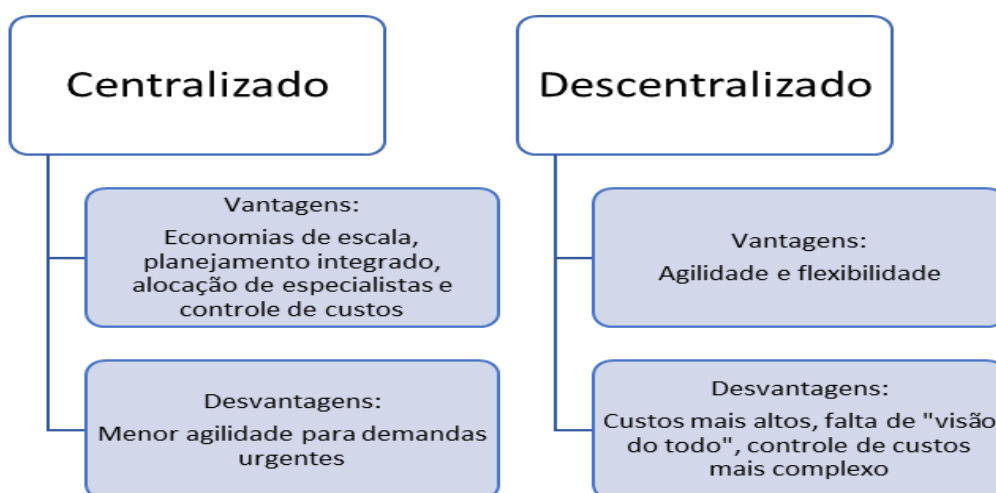 Centralizado
Vantagens:
Economias de escala,
planejamento integrado,
alocação de especialistas e
controle de custos
Desvantagens:
Menor agilidade para demandas
urgentes
Descentralizado
Vantagens:
Agilidade e flexibilidade
Desvantagens:
Custos mais altos, falta de "visão
do todo", controle de custos
mais complexo